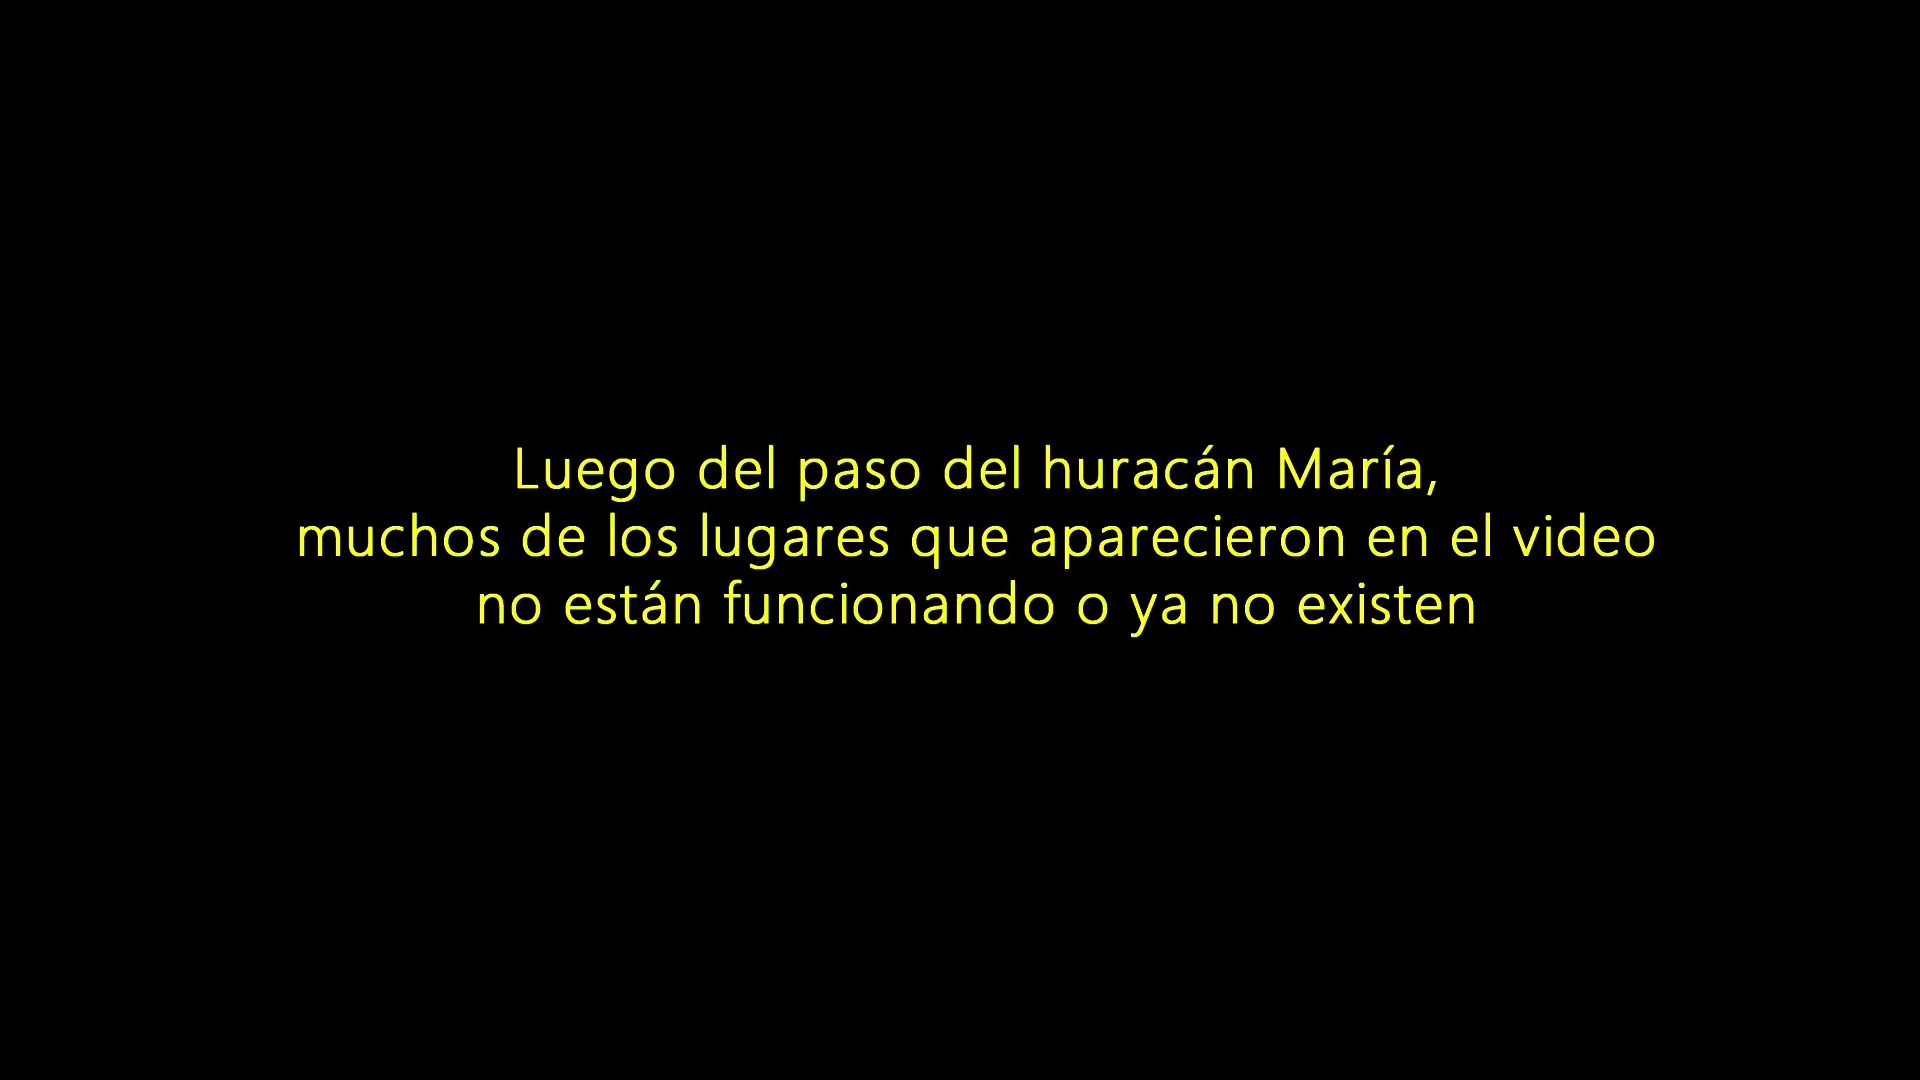 Luego del paso del huracán María,
muchos de los lugares que aparecieron en el video
no están funcionando o ya no existen